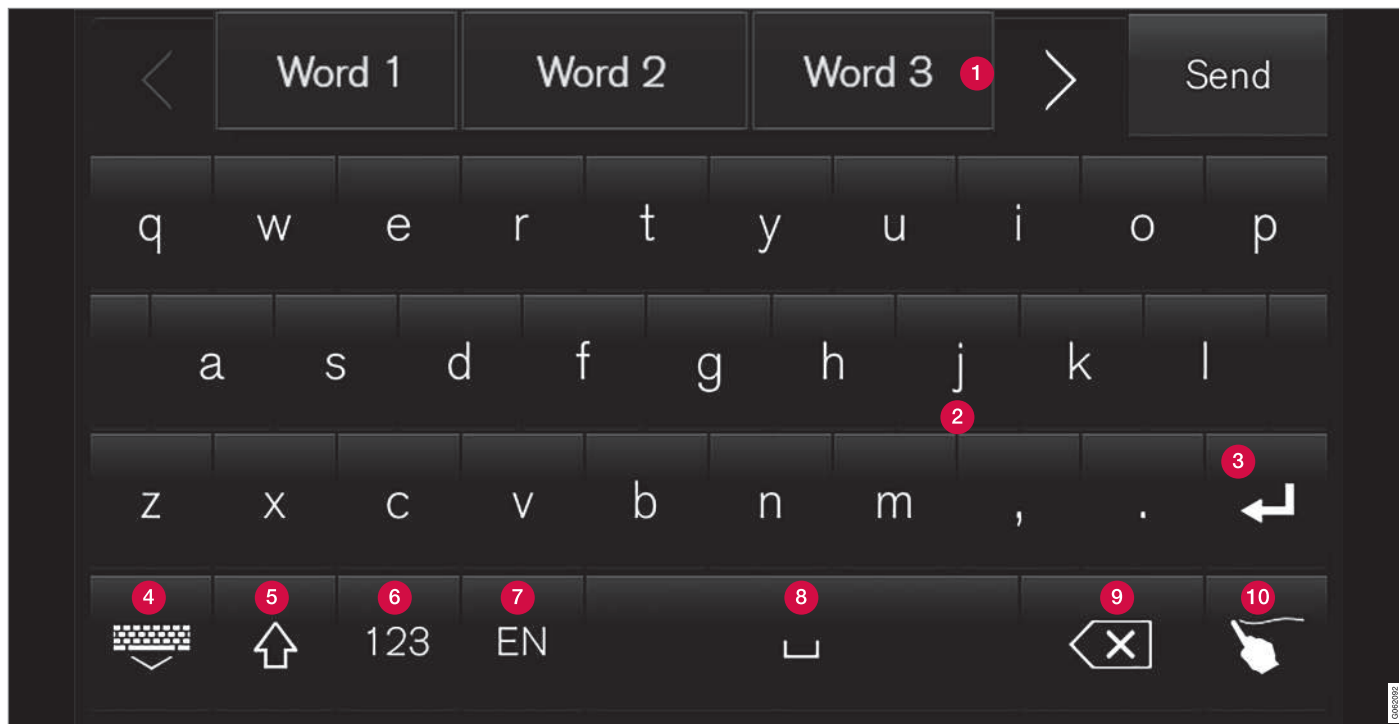 Word 1 Word 2 Word 3 1 Send
q w e r t y u i o p
a s d f g h j k l
2
3
z x c v b n m , .
4 5 6 7 8 9 10
123 EN
G062092